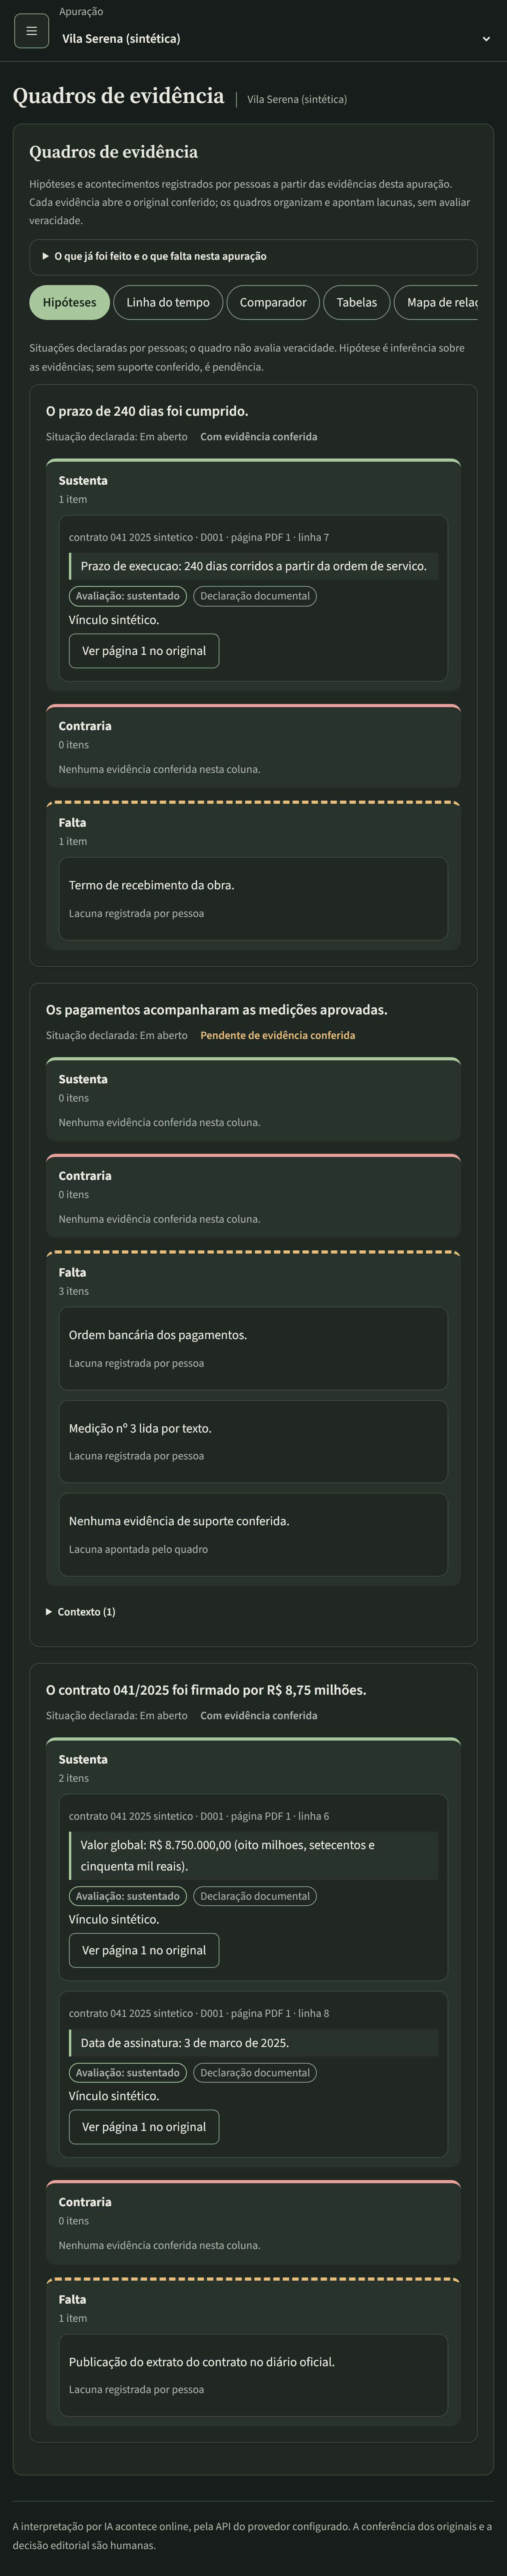 Apuração
Vila Serena (sintética)
Quadros de evidência
Vila Serena (sintética)
Quadros de evidência
Hipóteses e acontecimentos registrados por pessoas a partir das evidências desta apuração.
Cada evidência abre o original conferido; os quadros organizam e apontam lacunas, sem avaliar
veracidade.
O que já foi feito e o que falta nesta apuração
Hipóteses
Linha do tempo
Comparador
Tabelas
Mapa de relaç
Situações declaradas por pessoas; o quadro não avalia veracidade. Hipótese é inferência sobre
as evidências; sem suporte conferido, é pendência.
O prazo de 240 dias foi cumprido.
Situação declarada: Em aberto Com evidência conferida
Sustenta
1 item
contrato 041 2025 sintetico · D001 · página PDF 1 · linha 7
Prazo de execucao: 240 dias corridos a partir da ordem de servico.
Avaliação: sustentado Declaração documental
Vínculo sintético.
Ver página 1 no original
Contraria
0 itens
Nenhuma evidência conferida nesta coluna.
Falta
1 item
Termo de recebimento da obra.
Lacuna registrada por pessoa
Os pagamentos acompanharam as medições aprovadas.
Situação declarada: Em aberto Pendente de evidência conferida
Sustenta
0 itens
Nenhuma evidência conferida nesta coluna.
Contraria
0 itens
Nenhuma evidência conferida nesta coluna.
Falta
3 itens
Ordem bancária dos pagamentos.
Lacuna registrada por pessoa
Medição nº 3 lida por texto.
Lacuna registrada por pessoa
Nenhuma evidência de suporte conferida.
Lacuna apontada pelo quadro
Contexto (1)
O contrato 041/2025 foi firmado por R$ 8,75 milhões.
Situação declarada: Em aberto Com evidência conferida
Sustenta
2 itens
contrato 041 2025 sintetico · D001 · página PDF 1 · linha 6
Valor global: R$ 8.750.000,00 (oito milhoes, setecentos e
cinquenta mil reais).
Avaliação: sustentado Declaração documental
Vínculo sintético.
Ver página 1 no original
contrato 041 2025 sintetico · D001 · página PDF 1 · linha 8
Data de assinatura: 3 de marco de 2025.
Avaliação: sustentado Declaração documental
Vínculo sintético.
Ver página 1 no original
Contraria
0 itens
Nenhuma evidência conferida nesta coluna.
Falta
1 item
Publicação do extrato do contrato no diário oficial.
Lacuna registrada por pessoa
A interpretação por IA acontece online, pela API do provedor configurado. A conferência dos originais e a
decisão editorial são humanas.